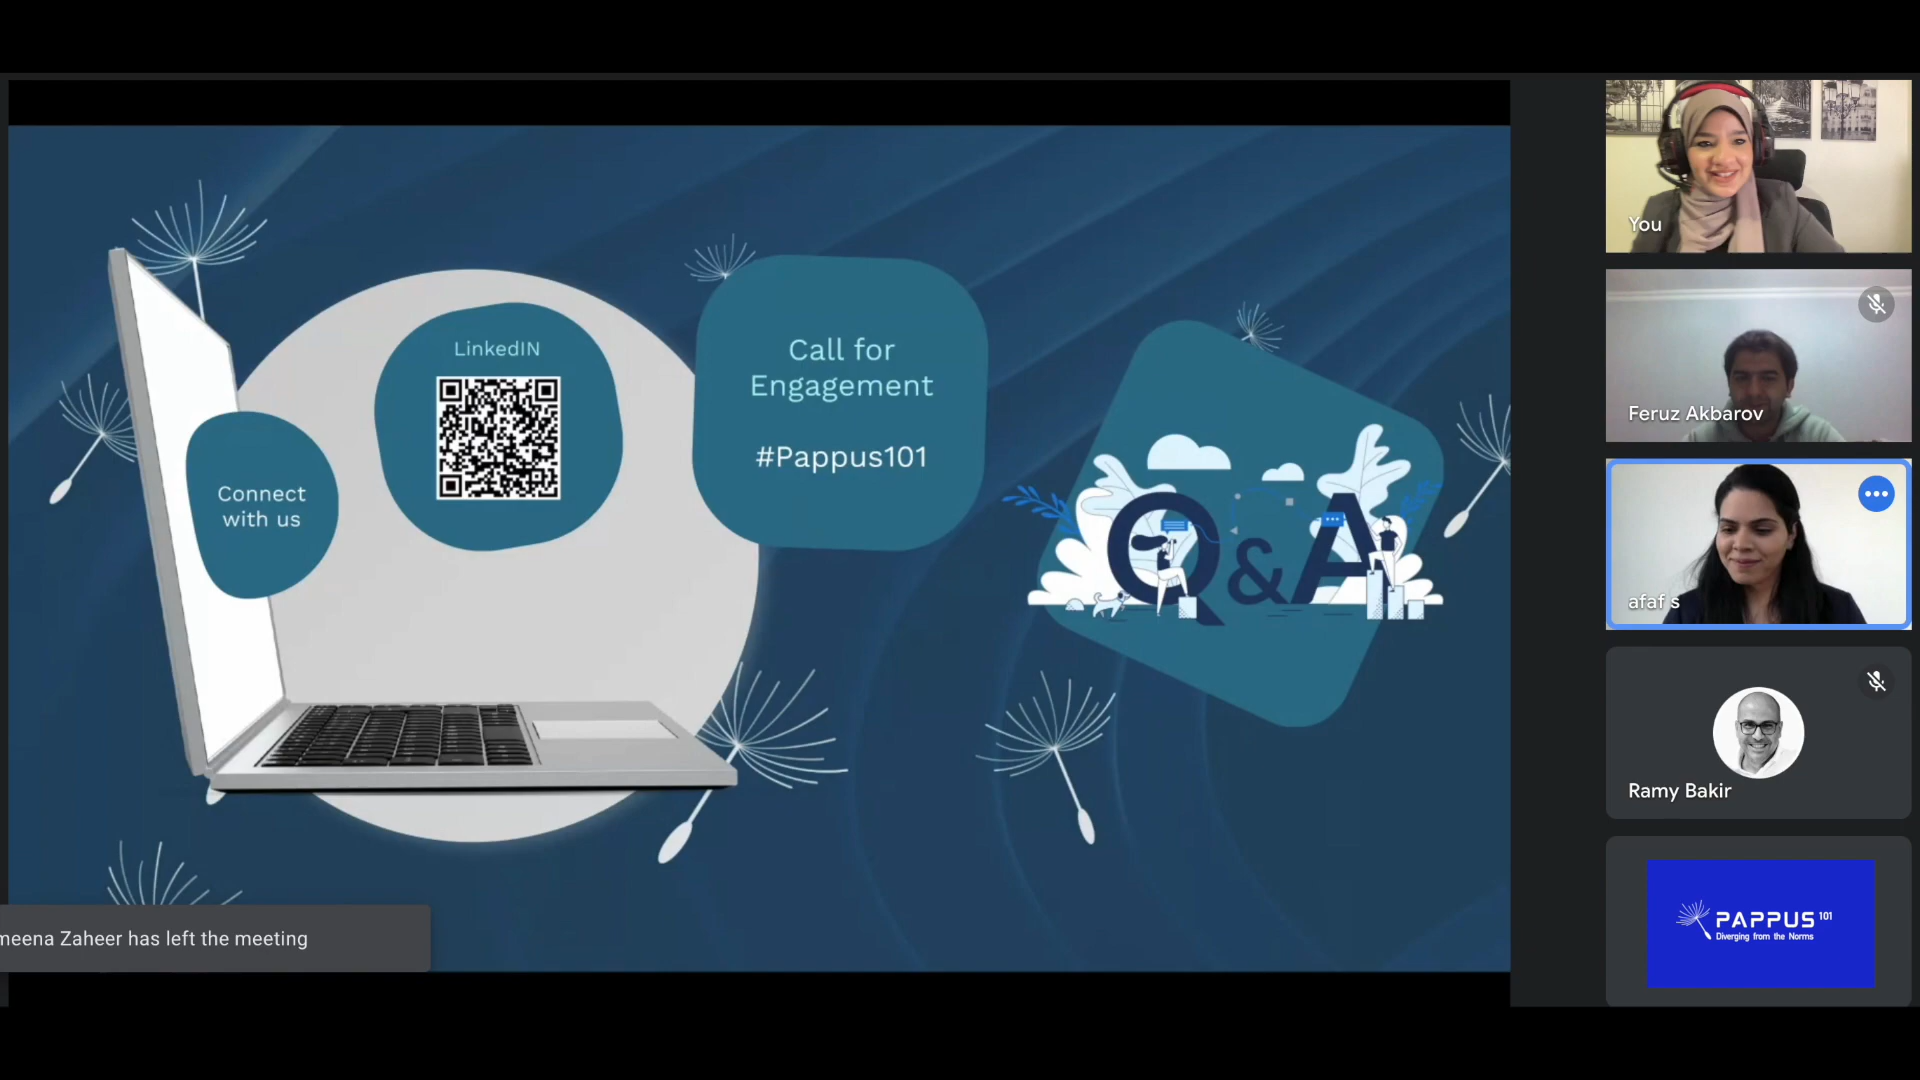 LinkedIN
Connect
with us
Call for
Engagement
#Pappus101
Q&A
meena Zaheer has left the meeting
You
Feruz Akbarov
afaf s
Ramy Bakir
PAPPUS 101
Diverging from the Norms